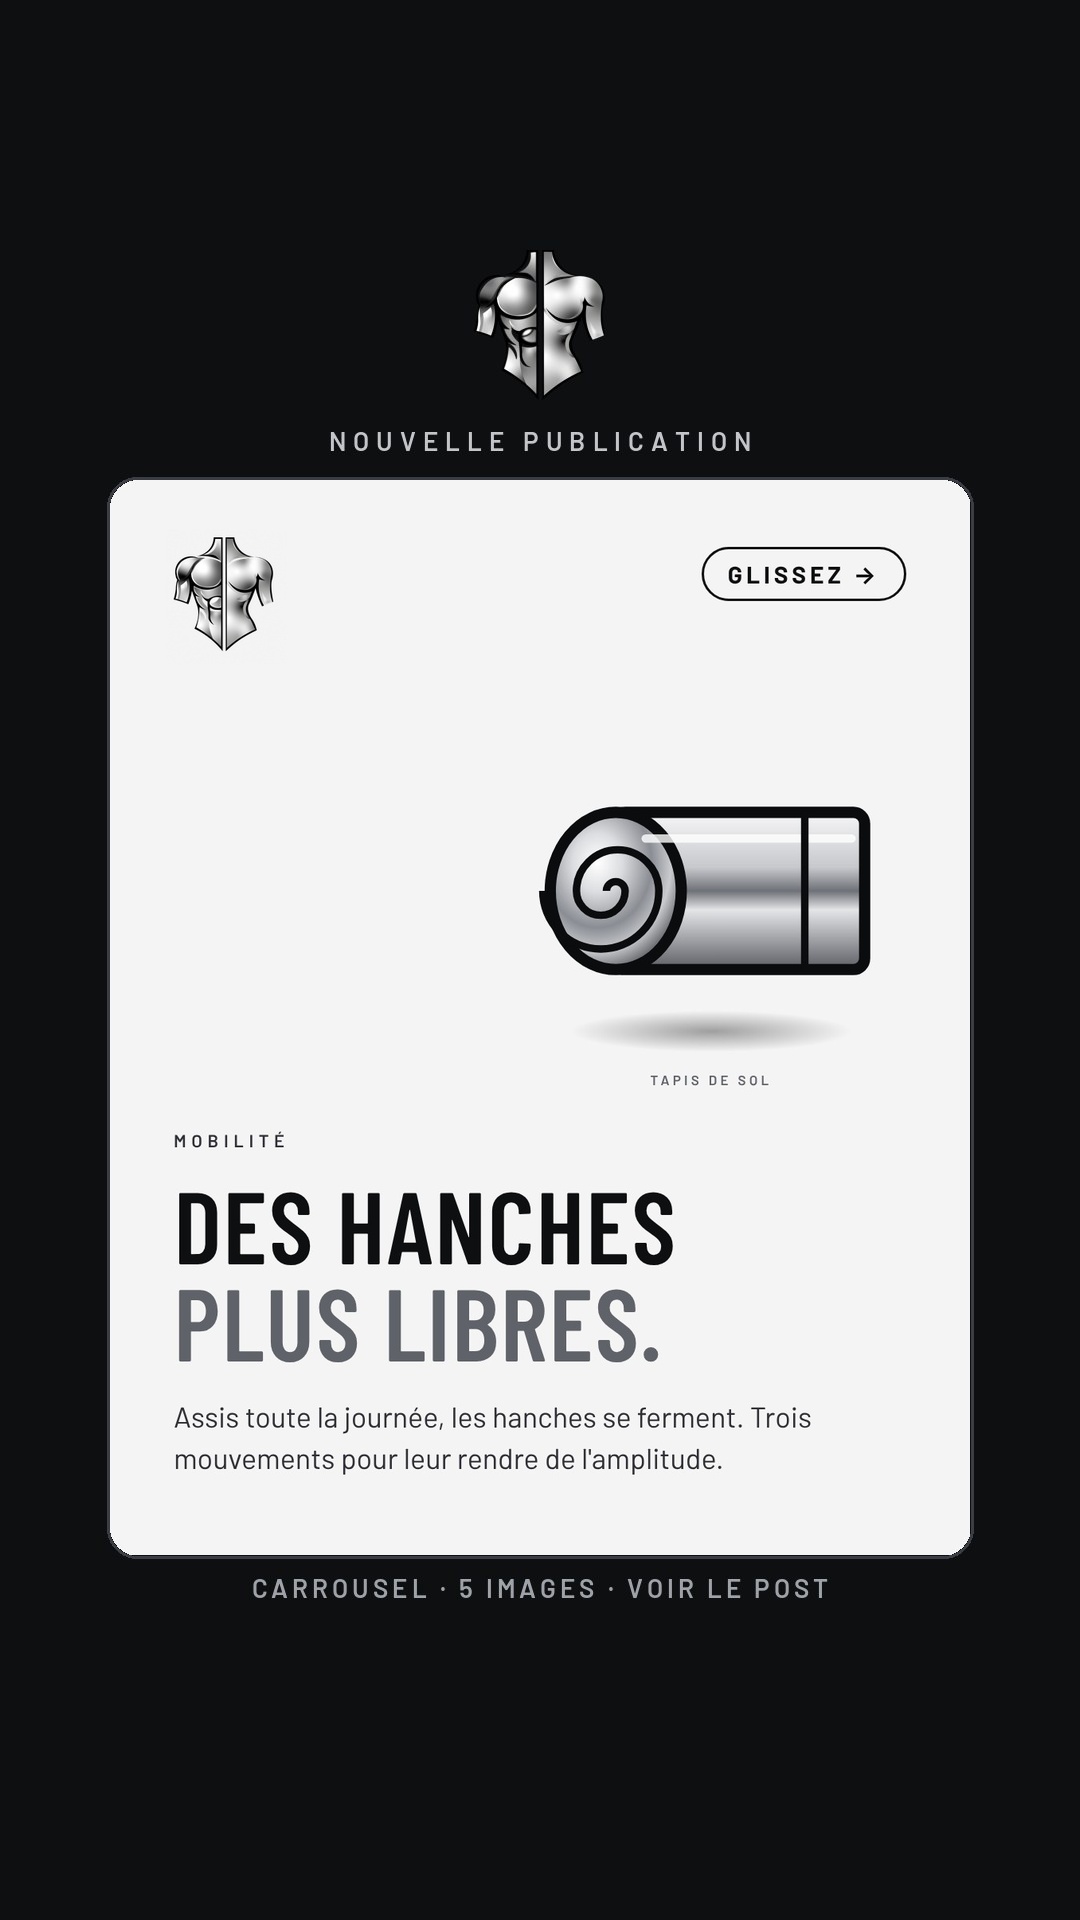 NOUVELLE PUBLICATION
GLISSEZ →
TAPIS DE SOL
MOBILITÉ
DES HANCHES
PLUS LIBRES.
Assis toute la journée, les hanches se ferment. Trois
mouvements pour leur rendre de l'amplitude.
CARROUSEL · 5 IMAGES · VOIR LE POST